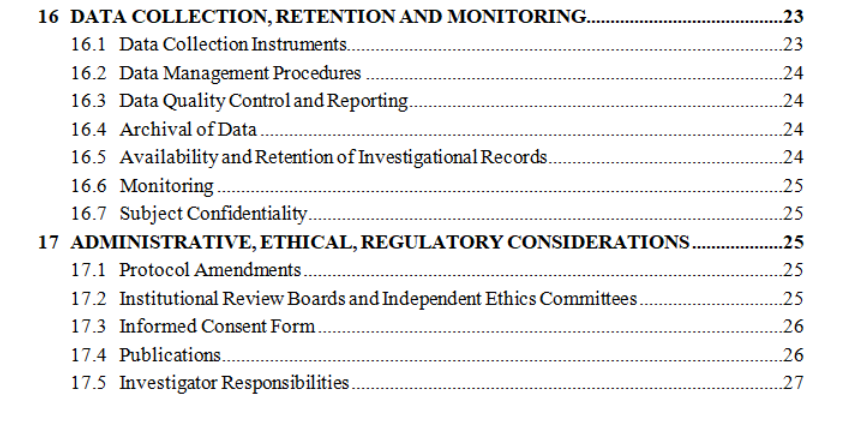 16 DATA COLLECTION, RETENTION AND MONITORING..........................................23
16.1 Data Collection Instruments.............................................................................................23
16.2 Data Management Procedures .........................................................................................24
16.3 Data Quality Control and Reporting................................................................................24
16.4 Archival of Data ................................................................................................................24
16.5 Availability and Retention of Investigational Records..................................................24
16.6 Monitoring .........................................................................................................................25
16.7 Subject Confidentiality......................................................................................................25
17 ADMINISTRATIVE, ETHICAL, REGULATORY CONSIDERATIONS ...................25
17.1 Protocol Amendments.......................................................................................................25
17.2 Institutional Review Boards and Independent Ethics Committees ...............................25
17.3 Informed Consent Form ...................................................................................................26
17.4 Publications........................................................................................................................26
17.5 Investigator Responsibilities ............................................................................................27